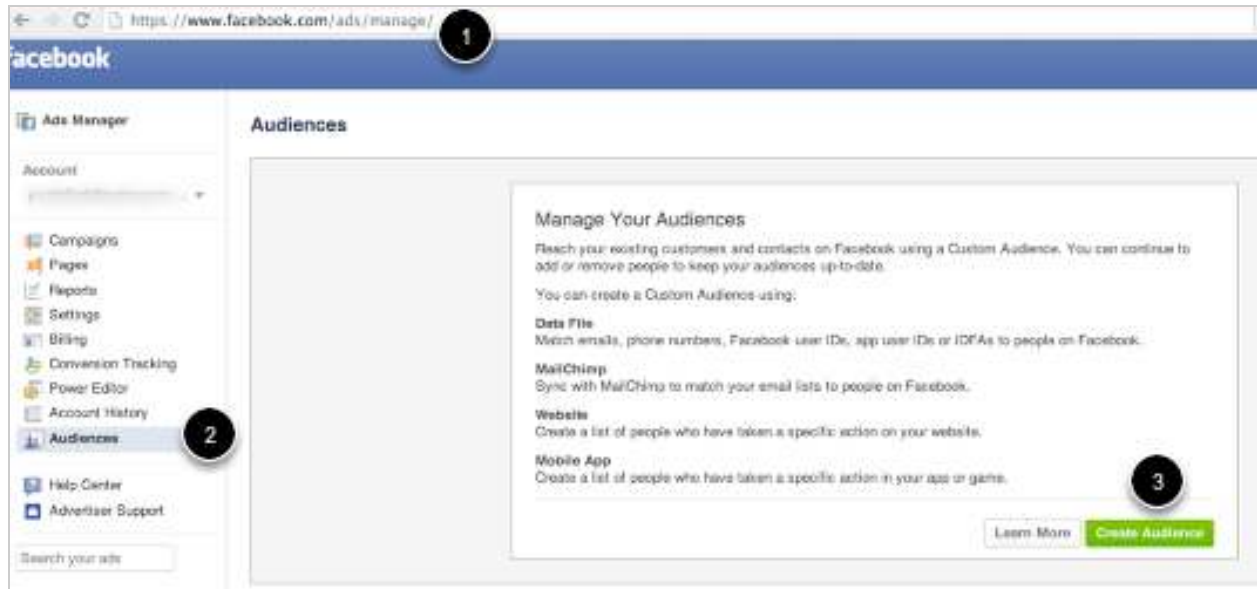 https://www.facebook.com/ads/manage/
1
facebook
Ads Manager
Audiences
Account
Campaigns
Pages
Reports
Settings
Billing
Conversion Tracking
Power Editor
Account History
Audiences
2
Help Center
Advertiser Support
Search your ads
Manage Your Audiences
Reach your existing customers and contacts on Facebook using a Custom Audience. You can continue to
add or remove people to keep your audiences up-to-date.
You can create a Custom Audience using:
Data File
Match emails, phone numbers, Facebook user IDs, app user IDs or IDFAs to people on Facebook.
MailChimp
Sync with MailChimp to match your email lists to people on Facebook.
Website
Create a list of people who have taken a specific action on your website.
Mobile App
Create a list of people who have taken a specific action in your app or game.
3
Learn More
Create Audience